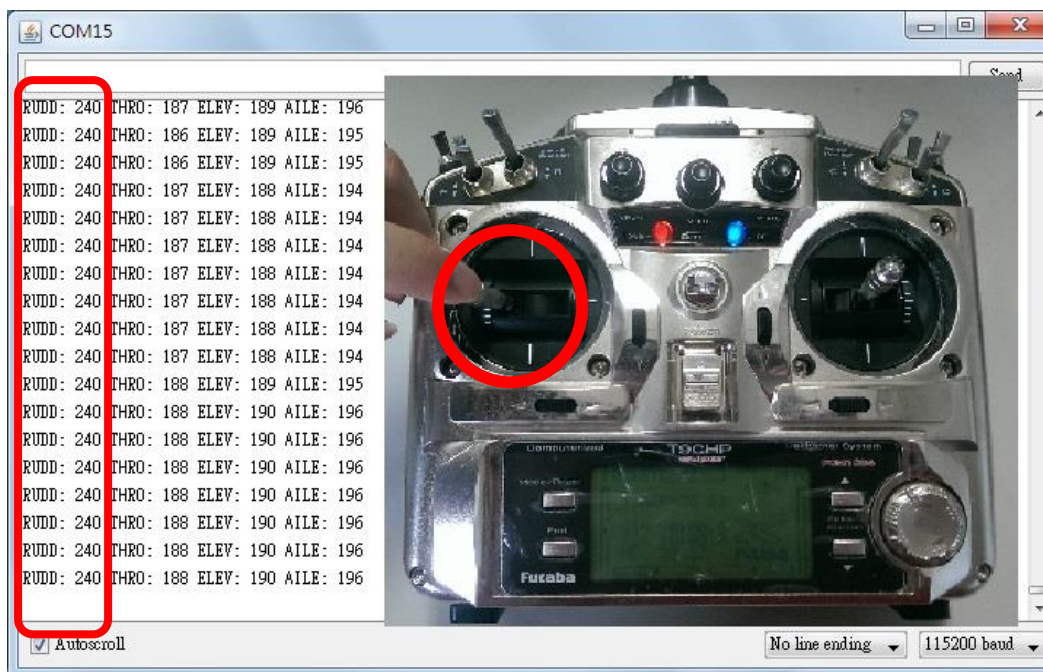 COM15
Send
RUDD: 240 THRO: 187 ELEV: 189 AILE: 196
RUDD: 240 THRO: 186 ELEV: 189 AILE: 195
RUDD: 240 THRO: 186 ELEV: 189 AILE: 195
RUDD: 240 THRO: 187 ELEV: 188 AILE: 194
RUDD: 240 THRO: 187 ELEV: 188 AILE: 194
RUDD: 240 THRO: 187 ELEV: 188 AILE: 194
RUDD: 240 THRO: 187 ELEV: 188 AILE: 194
RUDD: 240 THRO: 187 ELEV: 188 AILE: 194
RUDD: 240 THRO: 187 ELEV: 188 AILE: 194
RUDD: 240 THRO: 187 ELEV: 188 AILE: 194
RUDD: 240 THRO: 188 ELEV: 189 AILE: 195
RUDD: 240 THRO: 188 ELEV: 190 AILE: 196
RUDD: 240 THRO: 188 ELEV: 190 AILE: 196
RUDD: 240 THRO: 188 ELEV: 190 AILE: 196
RUDD: 240 THRO: 188 ELEV: 190 AILE: 196
RUDD: 240 THRO: 188 ELEV: 190 AILE: 196
RUDD: 240 THRO: 188 ELEV: 190 AILE: 196
RUDD: 240 THRO: 188 ELEV: 190 AILE: 196
T9CHP
Futaba
Autoscroll
No line ending
115200 baud